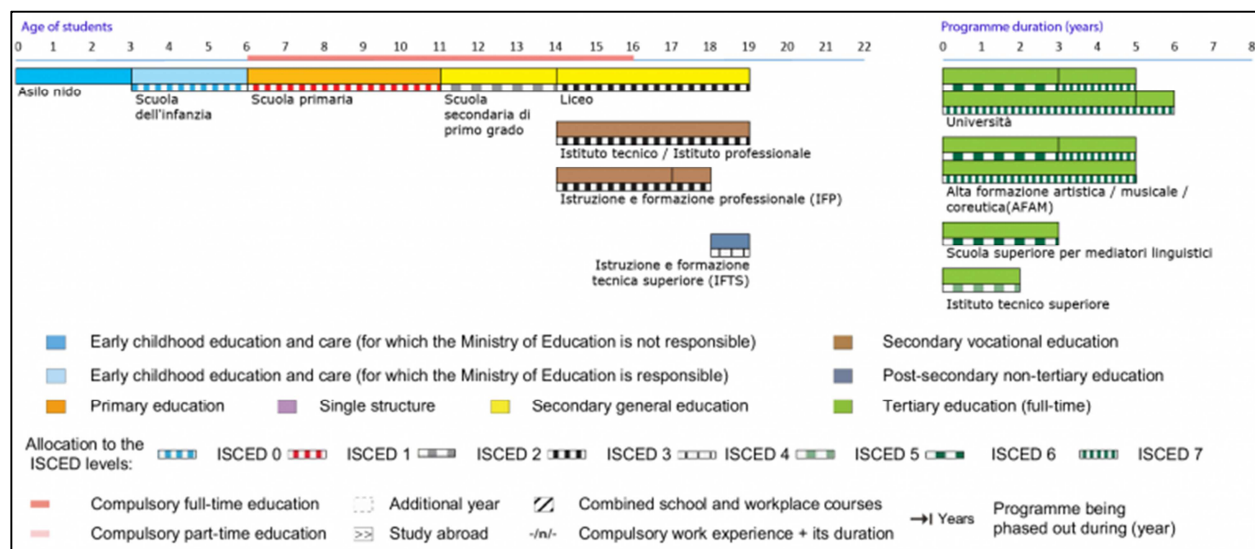 Age of students
Programme duration (years)
0 1 2 3 4 5 6 7 8 9 10 11 12 13 14 15 16 17 18 19 20 21 22
0 1 2 3 4 5 6 7 8
Asilo nido
Scuola
dell'infanzia
Scuola primaria
Scuola
secondaria di
primo grado
Liceo
Istituto tecnico / Istituto professionale
Istruzione e formazione professionale (IFP)
Istruzione e formazione
tecnica superiore (IFTS)
Università
Alta formazione artistica / musicale /
coreutica(AFAM)
Scuola superiore per mediatori linguistici
Istituto tecnico superiore
Early childhood education and care (for which the Ministry of Education is not responsible)
Secondary vocational education
Early childhood education and care (for which the Ministry of Education is responsible)
Post-secondary non-tertiary education
Primary education
Single structure
Secondary general education
Tertiary education (full-time)
Allocation to the
ISCED levels:
ISCED 0
ISCED 1
ISCED 2
ISCED 3
ISCED 4
ISCED 5
ISCED 6
ISCED 7
Compulsory full-time education
Additional year
Combined school and workplace courses
Years
Programme being
phased out during (year)
Compulsory part-time education
>>
Study abroad
-/n/-
Compulsory work experience + its duration